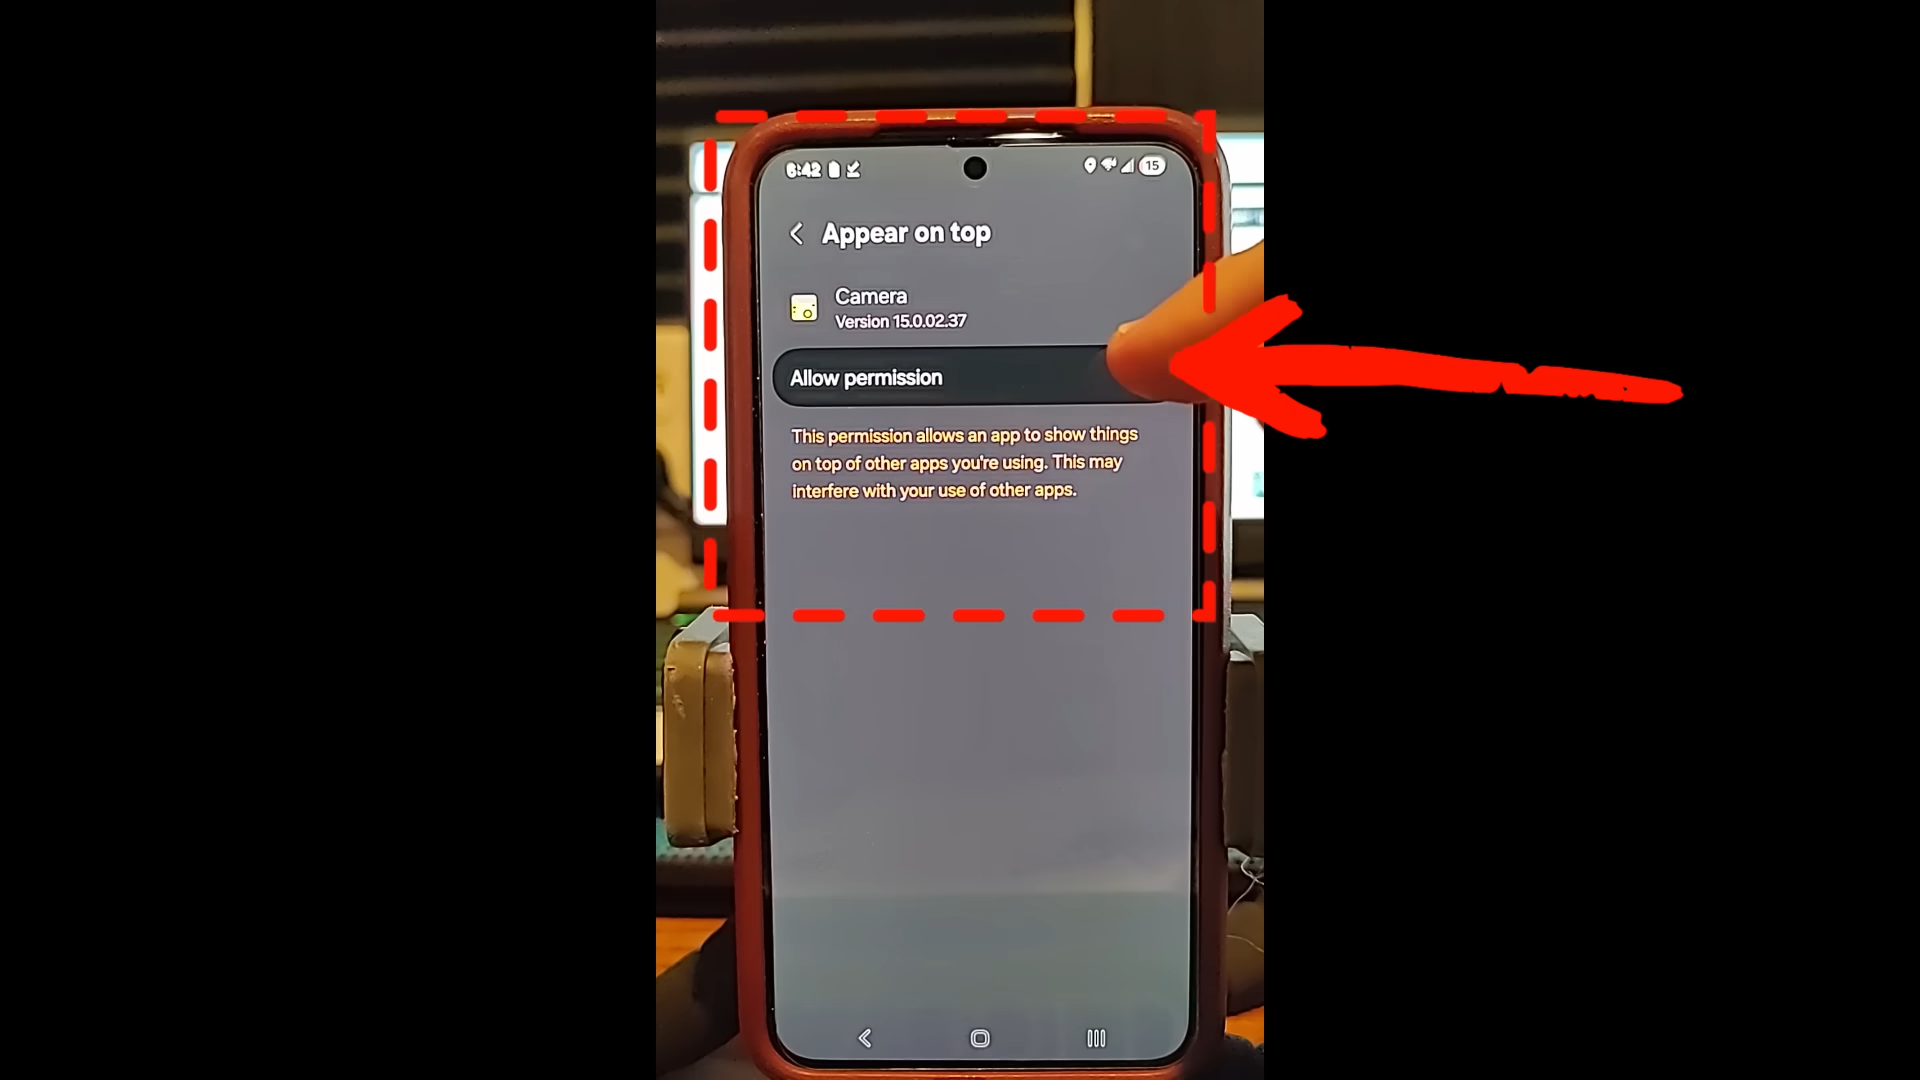 6:42
15
Appear on top
Camera
Version 15.0.02.37
Allow permission
This permission allows an app to show things
on top of other apps you're using. This may
interfere with your use of other apps.